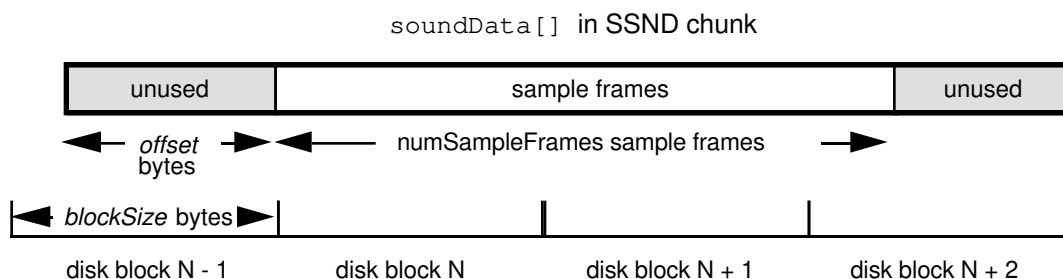 soundData[] in SSND chunk
unused sample frames unused
offset bytes
numSampleFrames sample frames
blockSize bytes
disk block N - 1 disk block N disk block N + 1 disk block N + 2